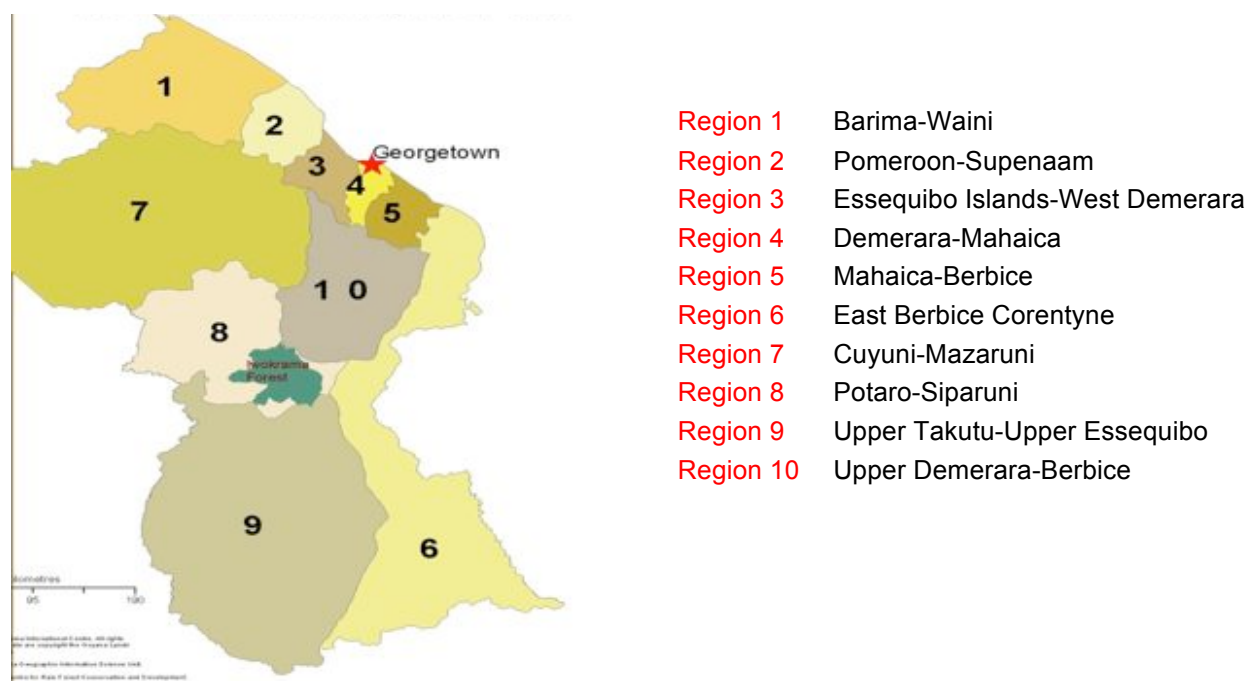 1
2
Georgetown
3
4
7
5
1 0
8
Iwokrama
Forest
9
6
95
190
Region 1 Barima-Waini
Region 2 Pomeroon-Supenaam
Region 3 Essequibo Islands-West Demerara
Region 4 Demerara-Mahaica
Region 5 Mahaica-Berbice
Region 6 East Berbice Corentyne
Region 7 Cuyuni-Mazaruni
Region 8 Potaro-Siparuni
Region 9 Upper Takutu-Upper Essequibo
Region 10 Upper Demerara-Berbice